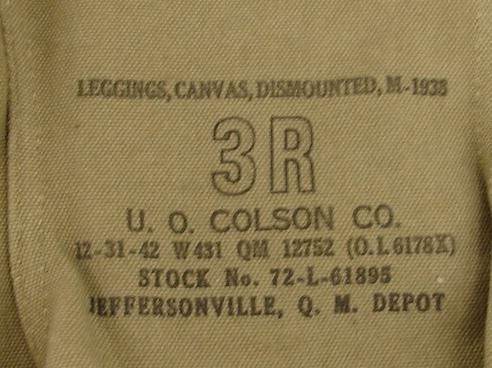 LEGGINGS, CANVAS, DISMOUNTED, M-1938
3R
U. O. COLSON CO.
12-31-42 W431 QM 12752 (O.I. 6178X)
STOCK No. 72-L-61895
JEFFERSONVILLE, Q. M. DEPOT